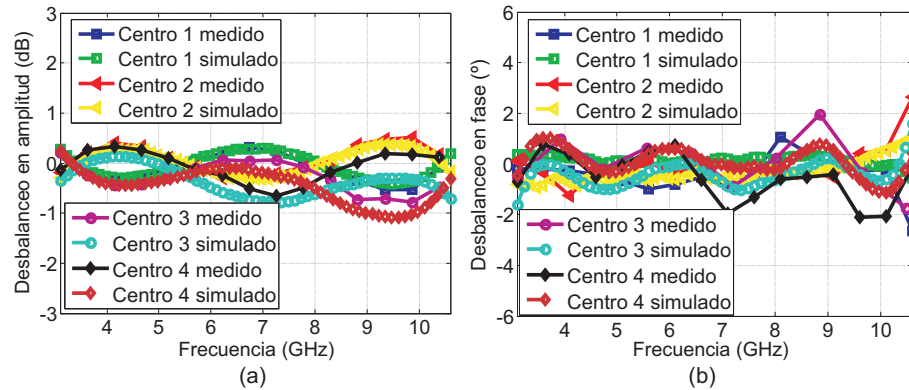 3
2
1
0
-1
-2
-3
Desbalanceo en amplitud (dB)
Centro 1 medido
Centro 1 simulado
Centro 2 medido
Centro 2 simulado
Centro 3 medido
Centro 3 simulado
Centro 4 medido
Centro 4 simulado
4 5 6 7 8 9 10
Frecuencia (GHz)
(a)
6
4
2
0
-2
-4
-6
Desbalanceo en fase (º)
Centro 1 medido
Centro 1 simulado
Centro 2 medido
Centro 2 simulado
Centro 3 medido
Centro 3 simulado
Centro 4 medido
Centro 4 simulado
4 5 6 7 8 9 10
Frecuencia (GHz)
(b)